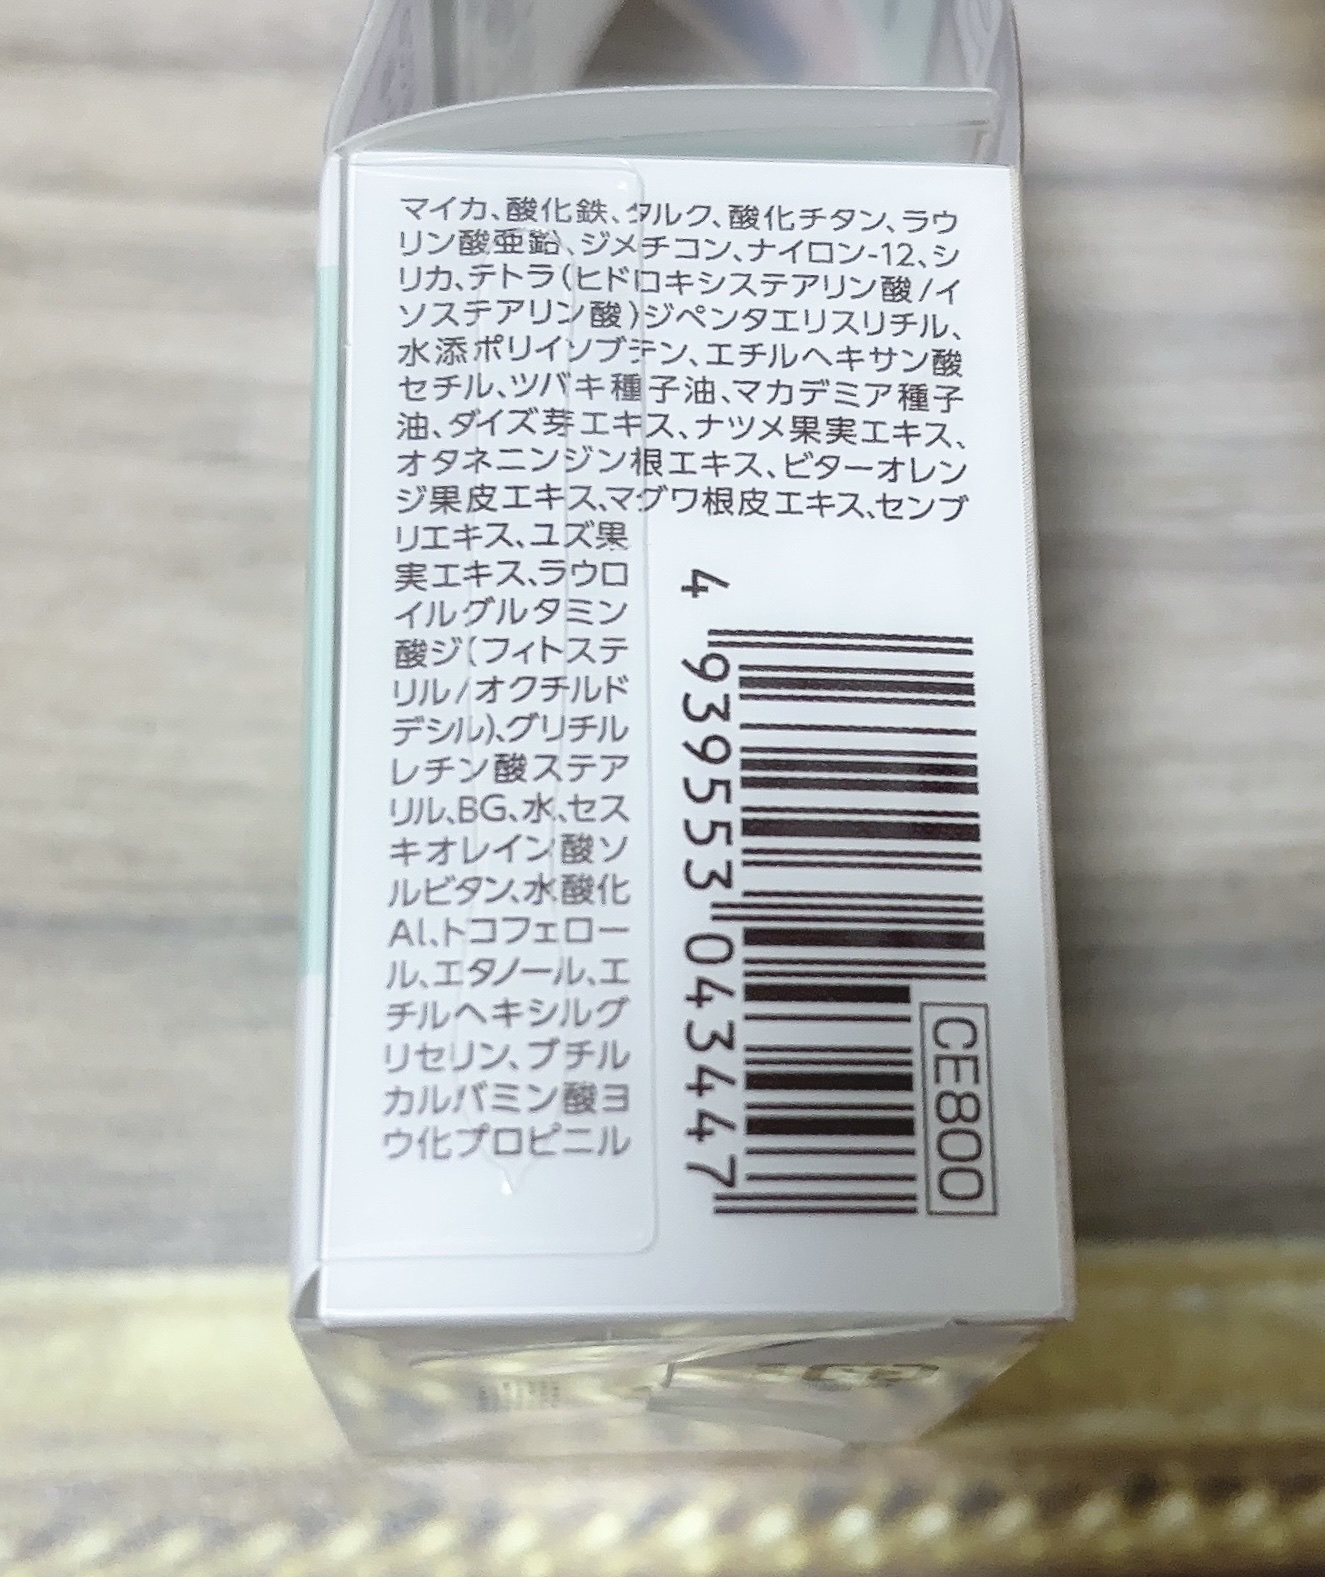 マイカ、酸化鉄、タルク、酸化チタン、ラウ
リン酸亜鉛、ジメチコン、ナイロン-12、シ
リカ、テトラ(ヒドロキシステアリン酸/イ
ソステアリン酸)ジペンタエリスリチル、
水添ポリイソブテン、エチルヘキサン酸
セチル、ツバキ種子油、マカデミア種子
油、ダイズ芽エキス、ナツメ果実エキス、
オタネニンジン根エキス、ビターオレン
ジ果皮エキス、マグワ根皮エキス、センブ
リエキス、ユズ果
実エキス、ラウロ
イルグルタミン
酸ジ(フィトステ
リル/オクチルド
デシル)、グリチル
レチン酸ステア
リル、BG、水、セス
キオレイン酸ソ
ルビタン、水酸化
Al、トコフェロー
ル、エタノール、エ
チルヘキシルグ
リセリン、ブチル
カルバミン酸ヨ
ウ化プロピニル
4 939553 043447
CE800